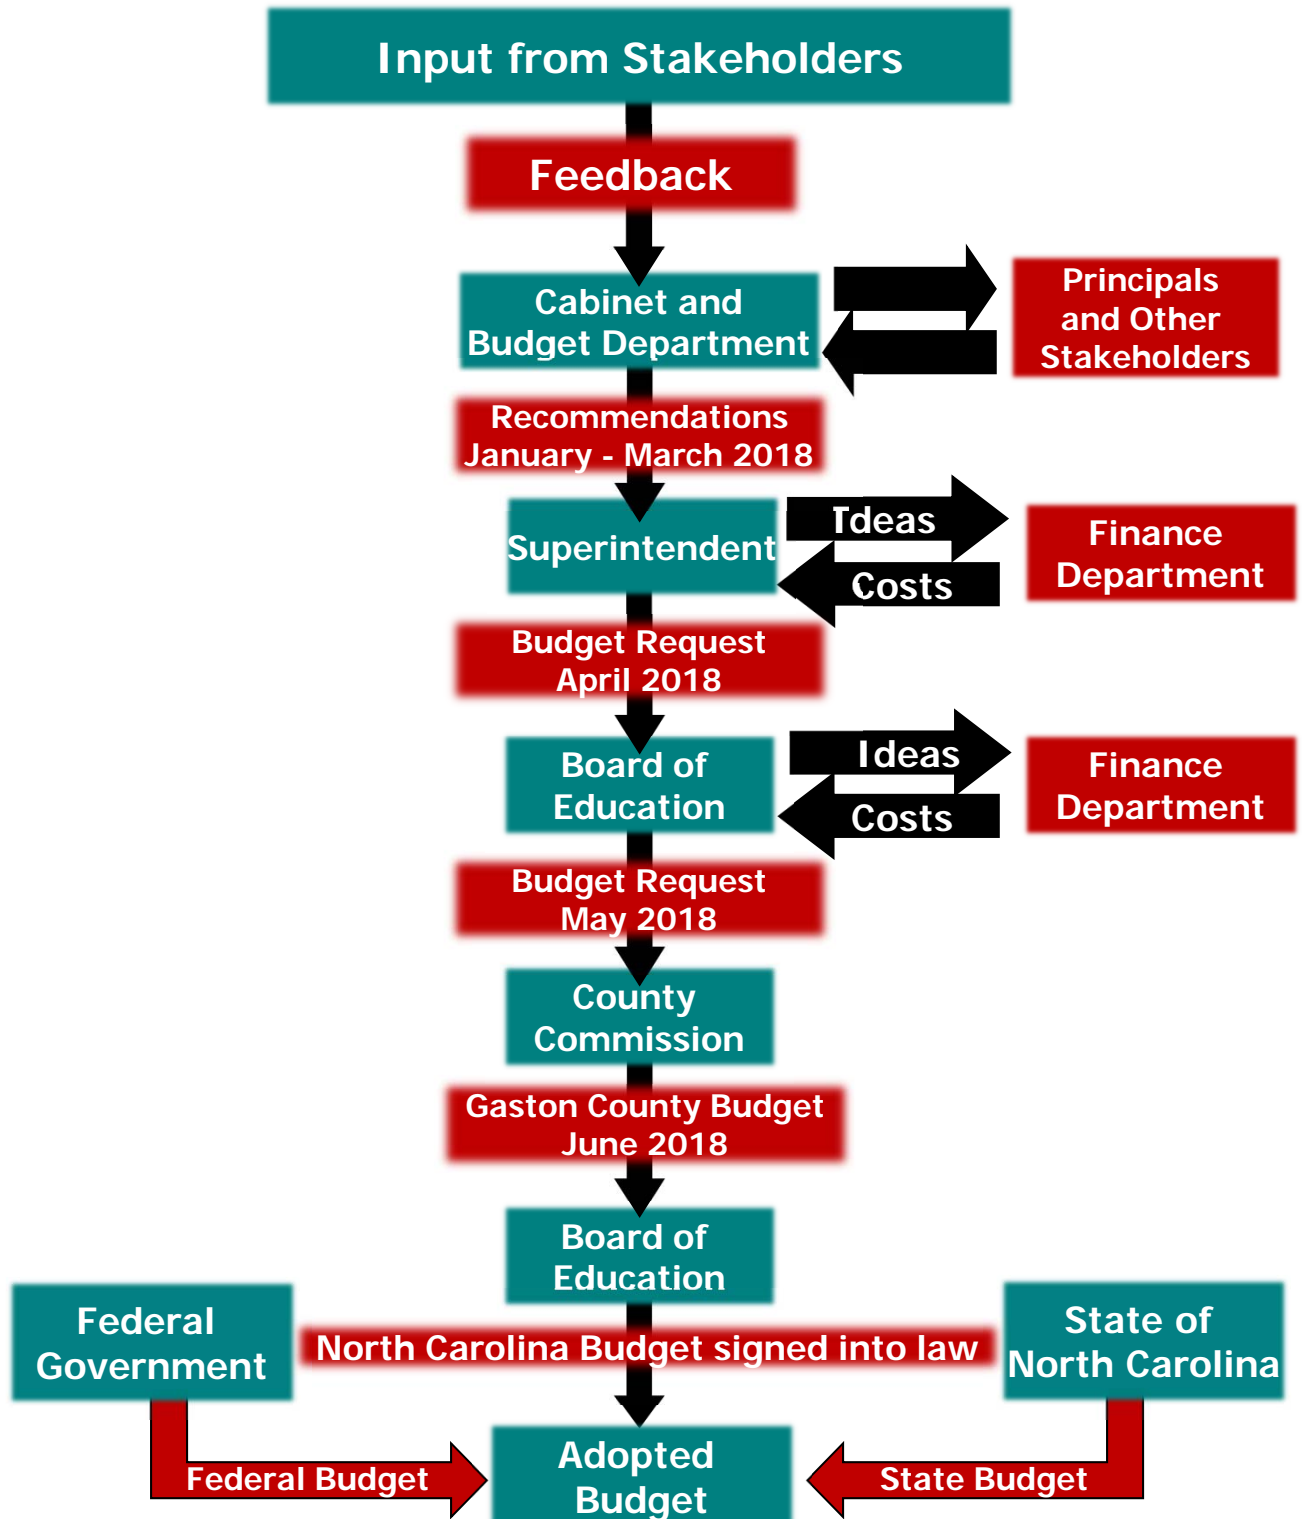 Input from Stakeholders
Feedback
Cabinet and
Budget Department
Principals
and Other
Stakeholders
Recommendations
January - March 2018
Superintendent
Ideas
Costs
Finance
Department
Budget Request
April 2018
Board of
Education
Ideas
Costs
Finance
Department
Budget Request
May 2018
County
Commission
Gaston County Budget
June 2018
Board of
Education
Federal
Government
North Carolina Budget signed into law
State of
North Carolina
Federal Budget
Adopted
Budget
State Budget